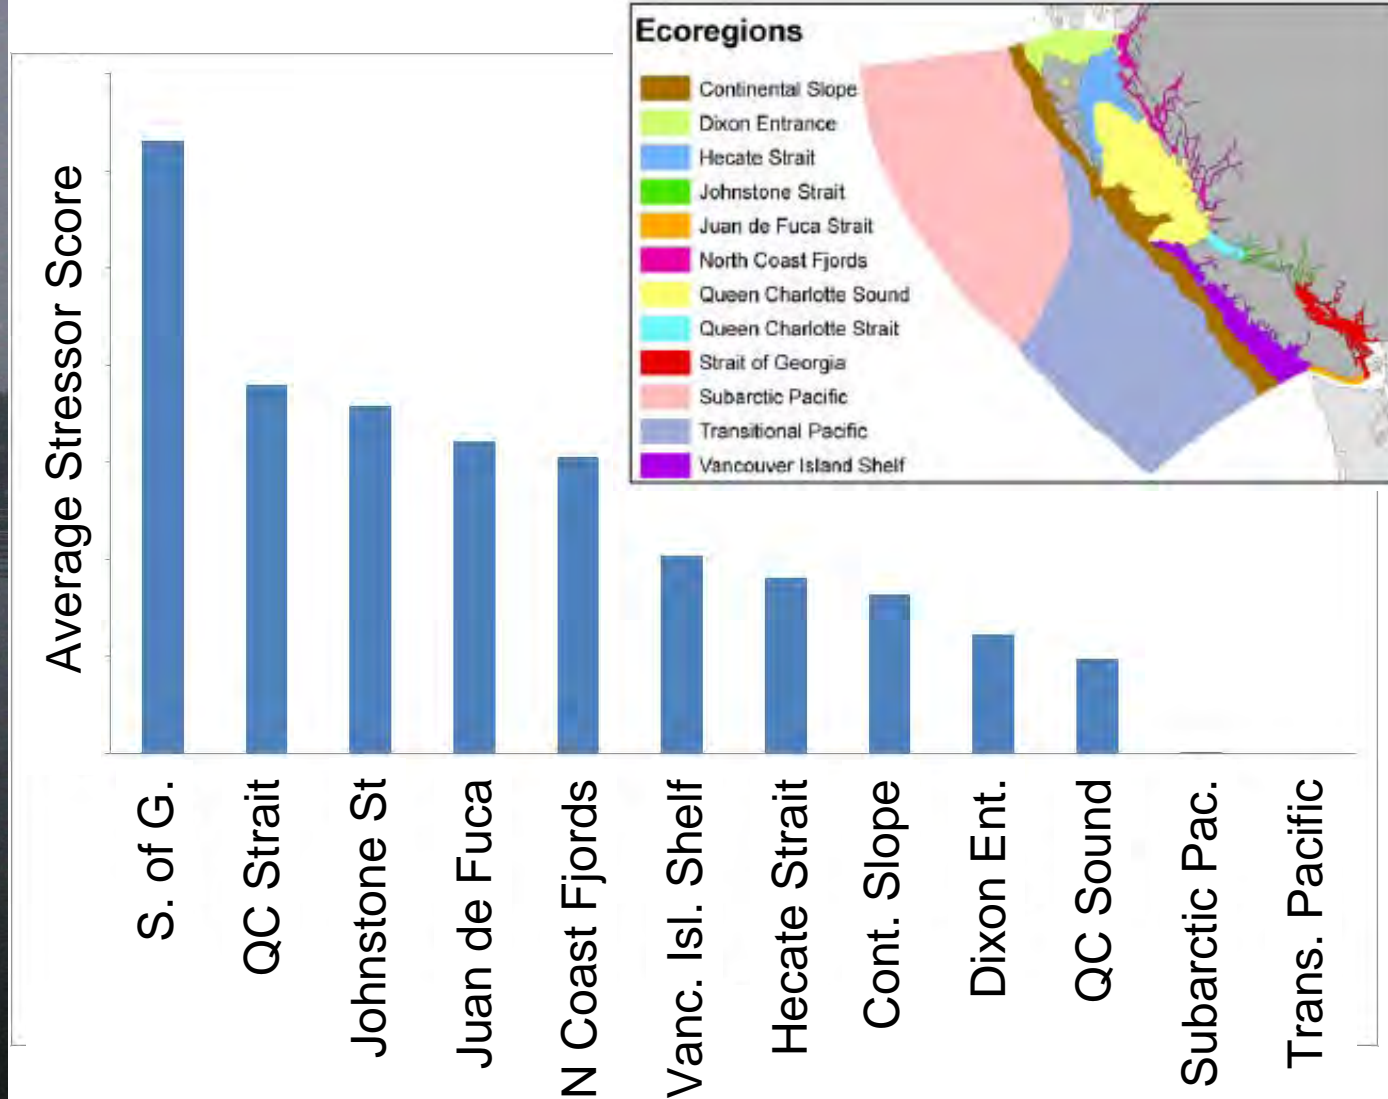 Ecoregions
Continental Slope
Dixon Entrance
Hecate Strait
Johnstone Strait
Juan de Fuca Strait
North Coast Fjords
Queen Charlotte Sound
Queen Charlotte Strait
Strait of Georgia
Subarctic Pacific
Transitional Pacific
Vancouver Island Shelf
Average Stressor Score
S. of G.
QC Strait
Johnstone St
Juan de Fuca
N Coast Fjords
Vanc. Isl. Shelf
Hecate Strait
Cont. Slope
Dixon Ent.
QC Sound
Subarctic Pac.
Trans. Pacific